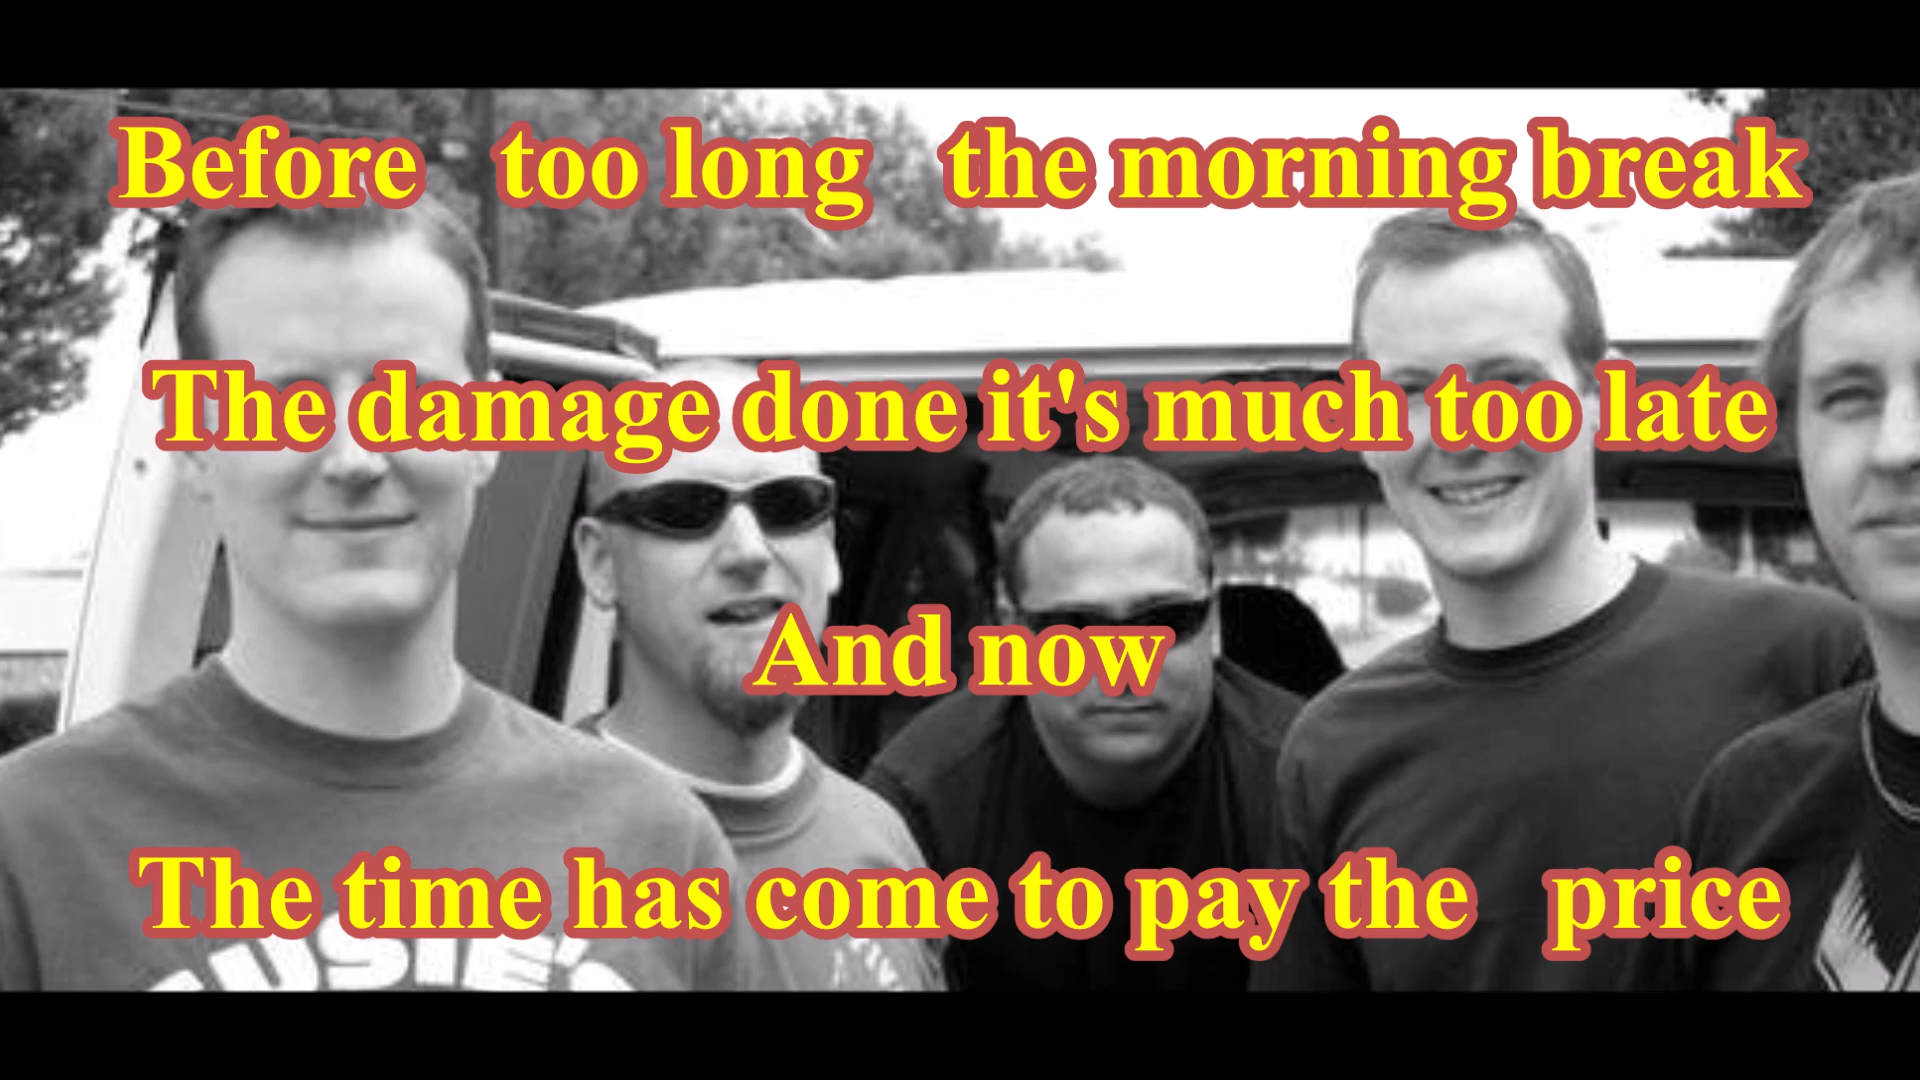 Before too long the morning break
The damage done it's much too late
And now
The time has come to pay the price